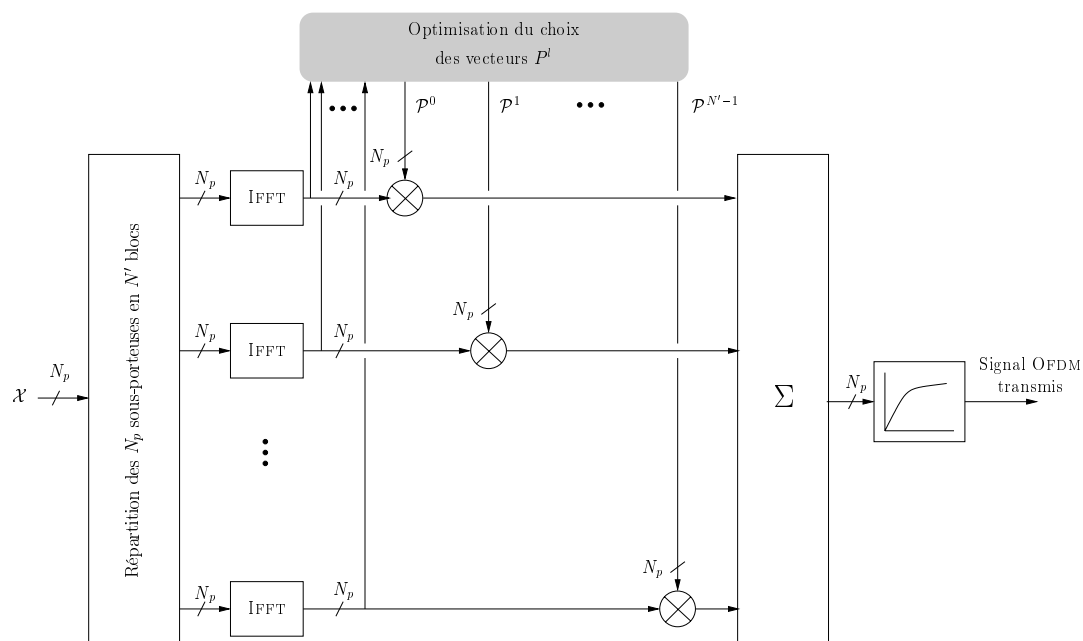 Optimisation du choix
des vecteurs P^l
𝒫^0
𝒫^1
𝒫^{N'−1}
N_p
N_p
IFFT
N_p
N_p
N_p
IFFT
N_p
N_p
N_p
IFFT
N_p
𝒳
N_p
Répartition des N_p sous-porteuses en N' blocs
Σ
N_p
Signal OFDM
transmis